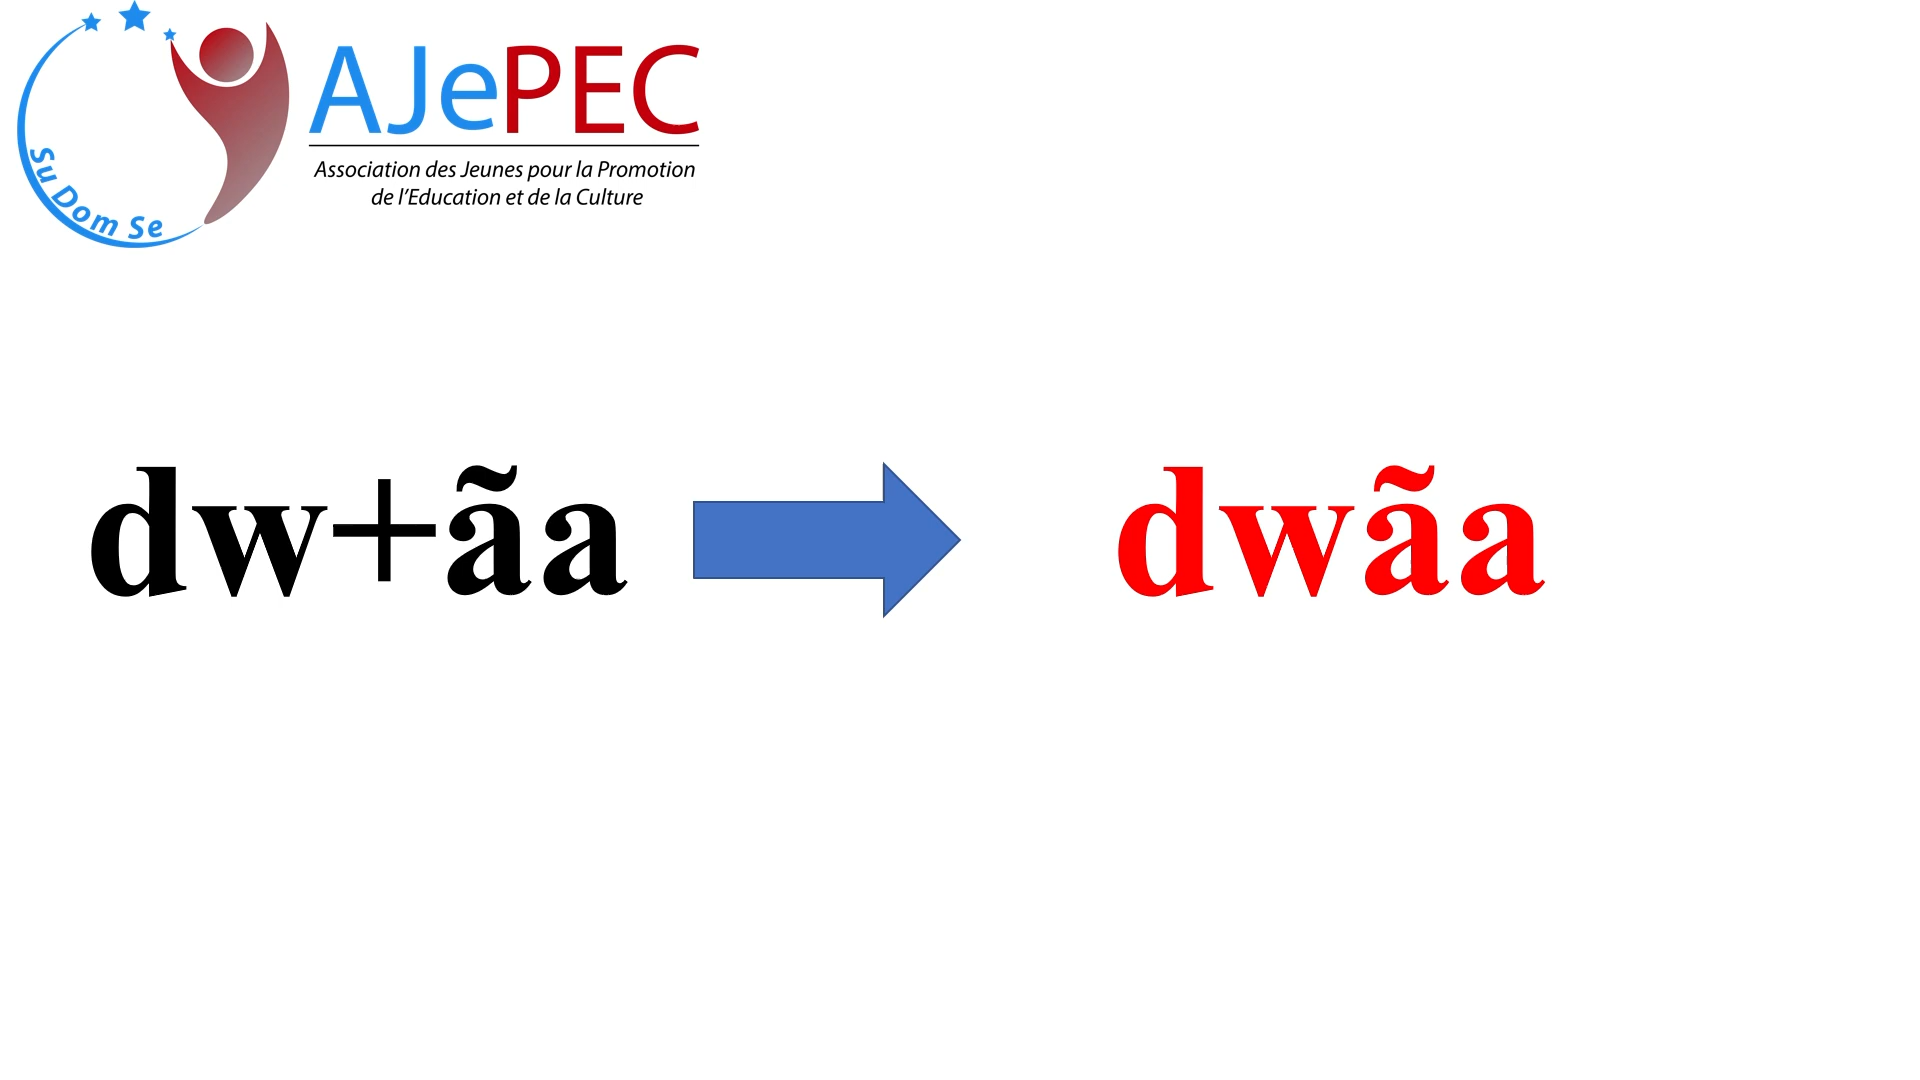 Su Dom Se
AJePEC
Association des Jeunes pour la Promotion
de l'Education et de la Culture
dw+ãa dwãa